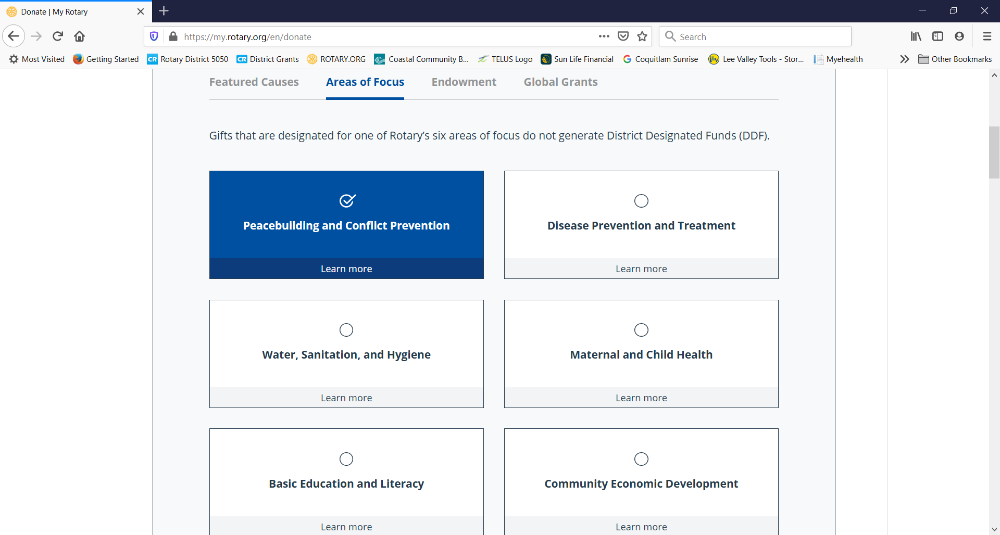 Donate | My Rotary
https://my.rotary.org/en/donate
Search
Most Visited Getting Started CR Rotary District 5050 CR District Grants ROTARY.ORG Coastal Community B... TELUS Logo Sun Life Financial G Coquitlam Sunrise Lee Valley Tools - Stor... Myehealth Other Bookmarks
Featured Causes Areas of Focus Endowment Global Grants
Gifts that are designated for one of Rotary’s six areas of focus do not generate District Designated Funds (DDF).
Peacebuilding and Conflict Prevention
Learn more
Disease Prevention and Treatment
Learn more
Water, Sanitation, and Hygiene
Learn more
Maternal and Child Health
Learn more
Basic Education and Literacy
Learn more
Community Economic Development
Learn more